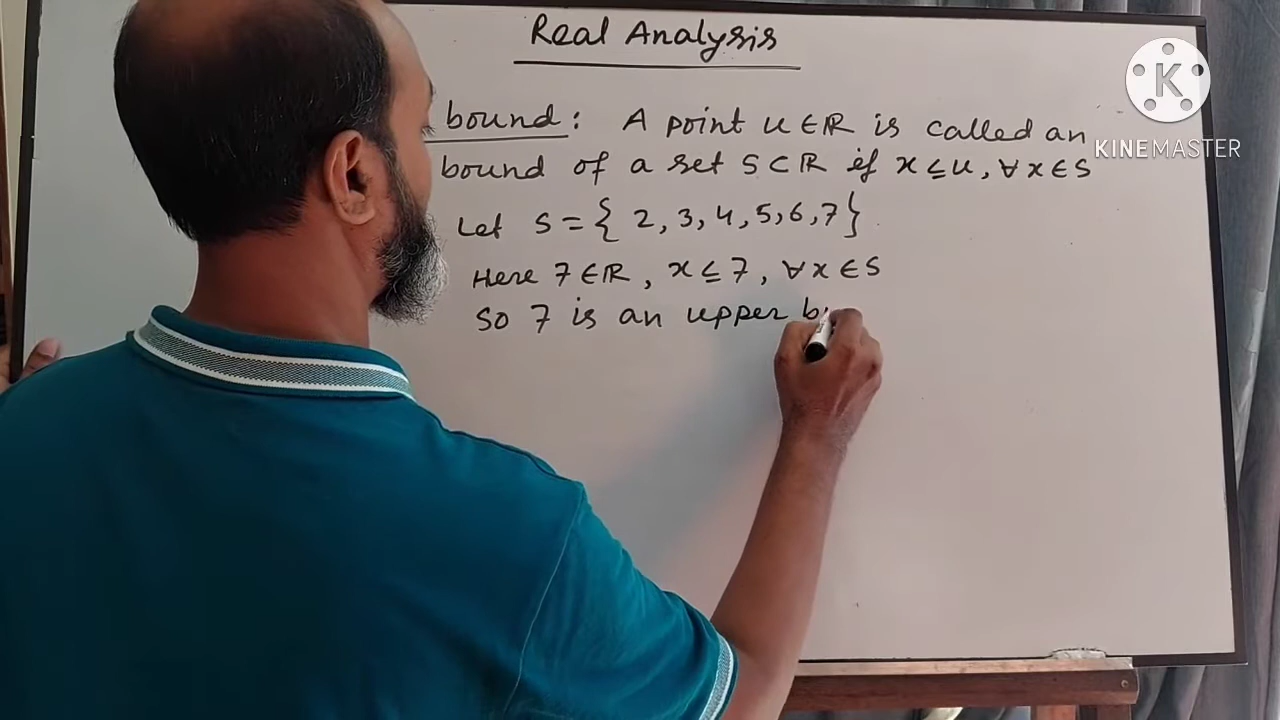 Real Analysis
bound: A point u ∈ ℝ is called an
bound of a set S ⊂ ℝ if x ≤ u, ∀ x ∈ S
Let S = { 2, 3, 4, 5, 6, 7 }
Here 7 ∈ ℝ, x ≤ 7, ∀ x ∈ S
So 7 is an upper b
K
KINEMASTER